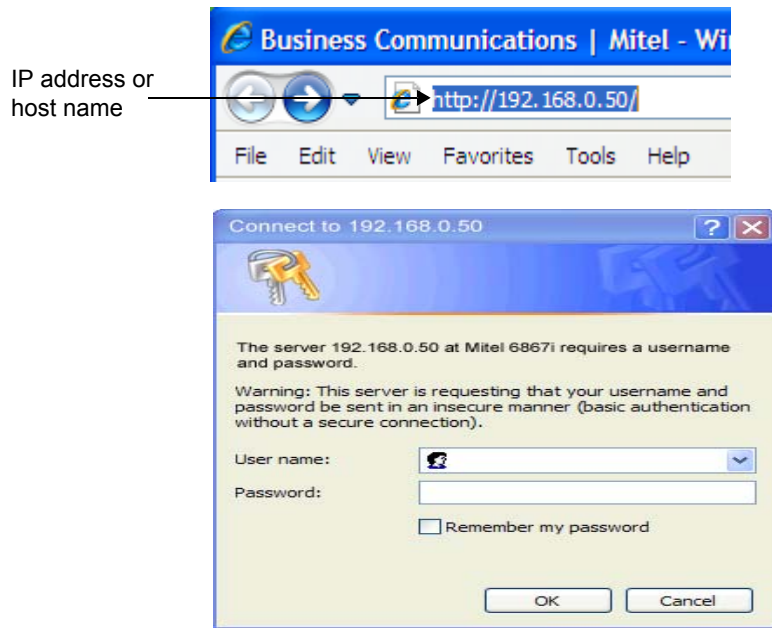 Business Communications | Mitel - Wi
IP address or
host name
http://192.168.0.50/
File Edit View Favorites Tools Help
Connect to 192.168.0.50
The server 192.168.0.50 at Mitel 6867i requires a username
and password.
Warning: This server is requesting that your username and
password be sent in an insecure manner (basic authentication
without a secure connection).
User name:
Password:
Remember my password
OK Cancel